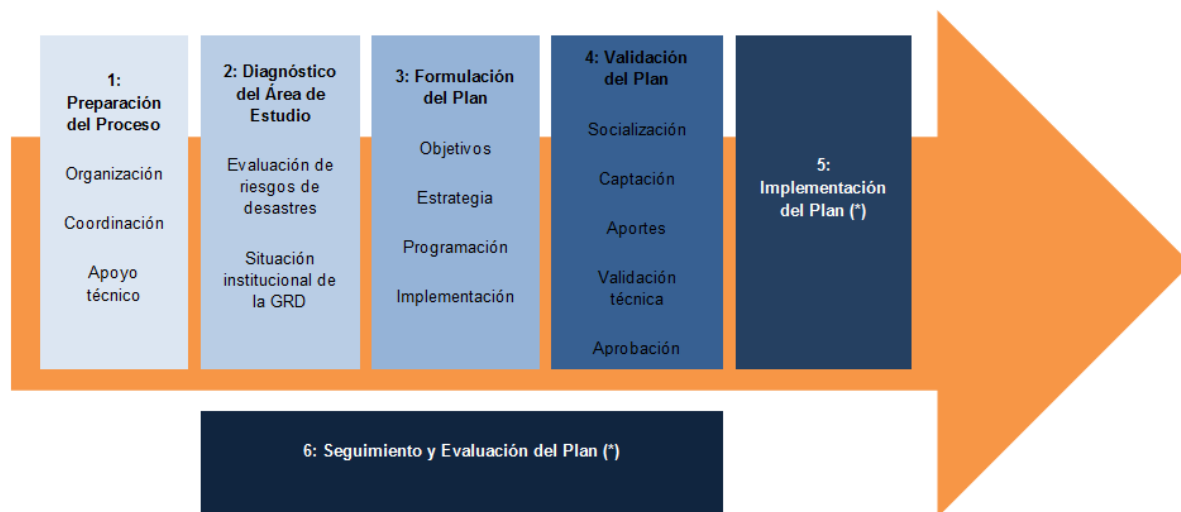 1:
Preparación
del Proceso
Organización
Coordinación
Apoyo
técnico
2: Diagnóstico
del Área de
Estudio
Evaluación de
riesgos de
desastres
Situación
institucional de
la GRD
3: Formulación
del Plan
Objetivos
Estrategia
Programación
Implementación
4: Validación
del Plan
Socialización
Captación
Aportes
Validación
técnica
Aprobación
5:
Implementación
del Plan (*)
6: Seguimiento y Evaluación del Plan (*)